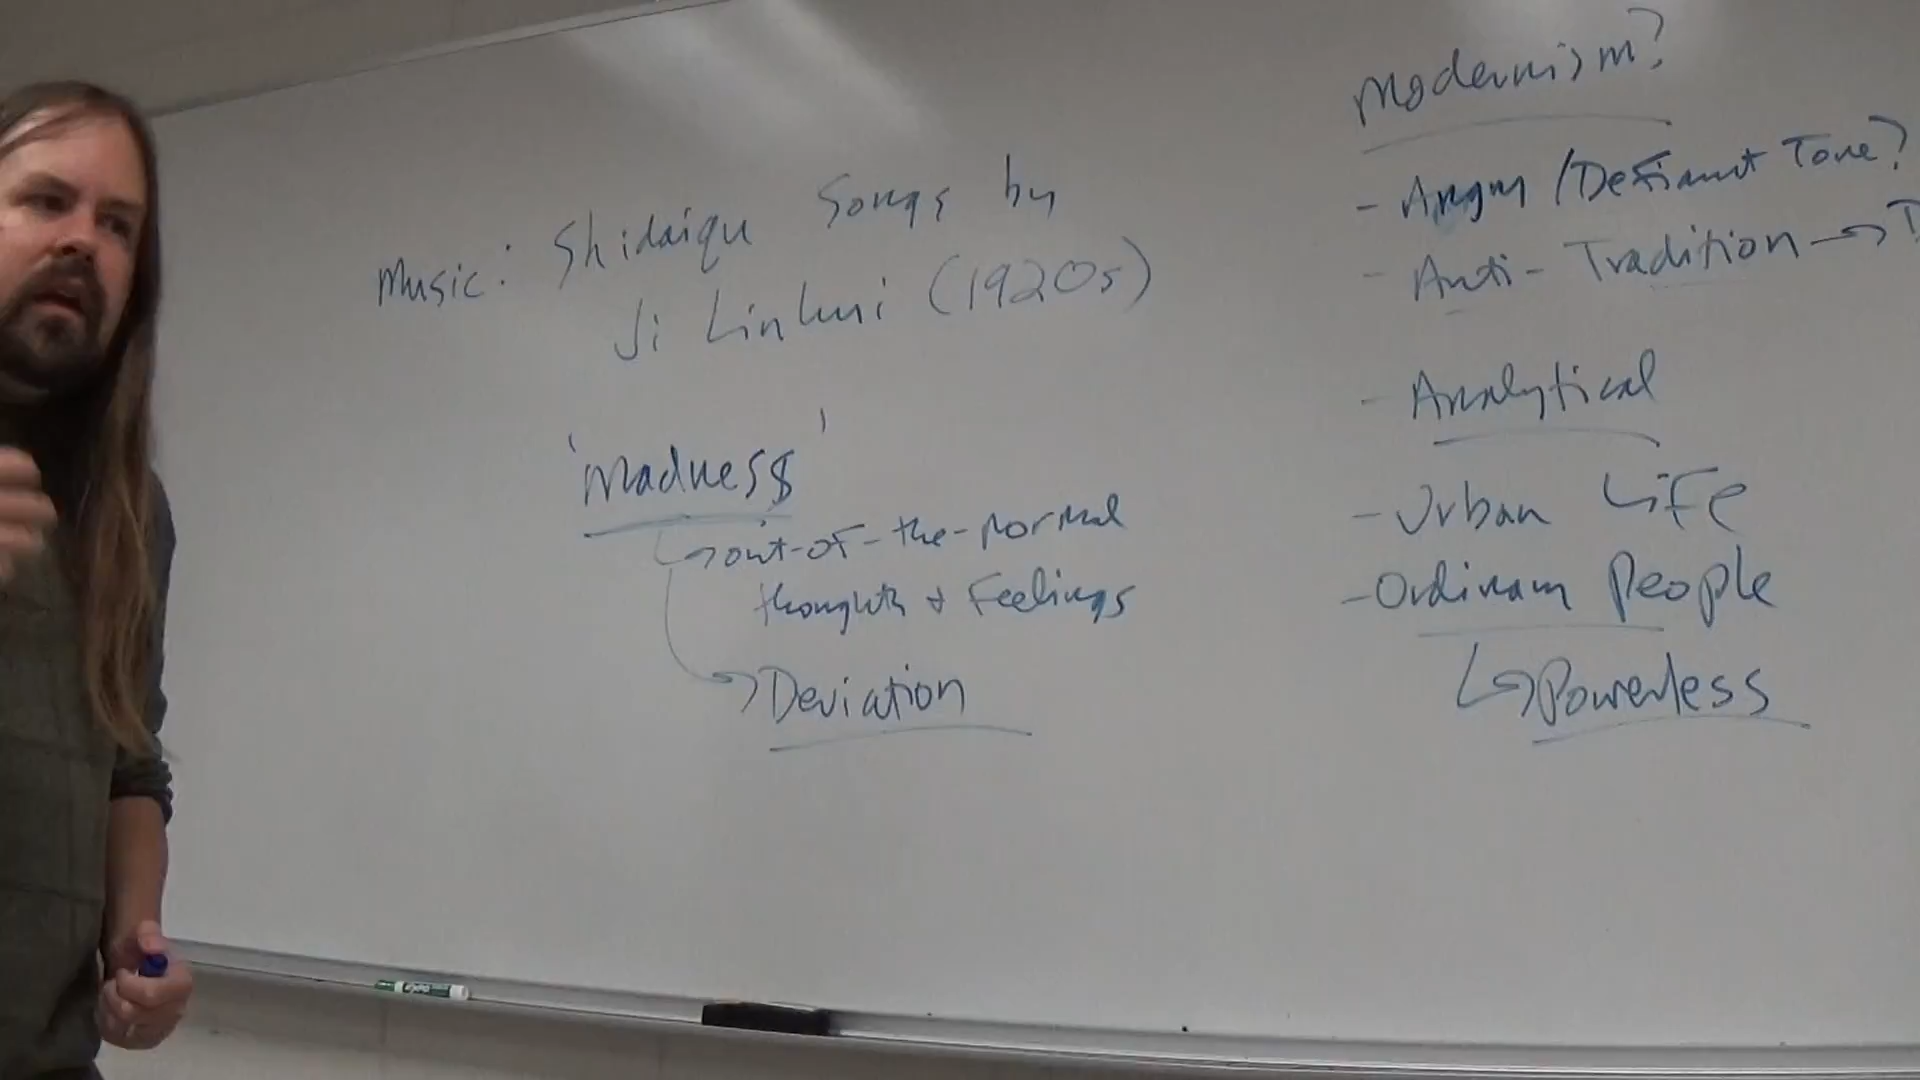 Music: Shidaiqu Songs by
Ji Linhui (1920s)
'Madness'
↳ out-of-the-normal
thoughts + Feelings
→ Deviation
Modernism?
- Angry / Defiant Tone?
- Anti-Tradition →
- Analytical
- Urban Life
- Ordinary People
↳ Powerless